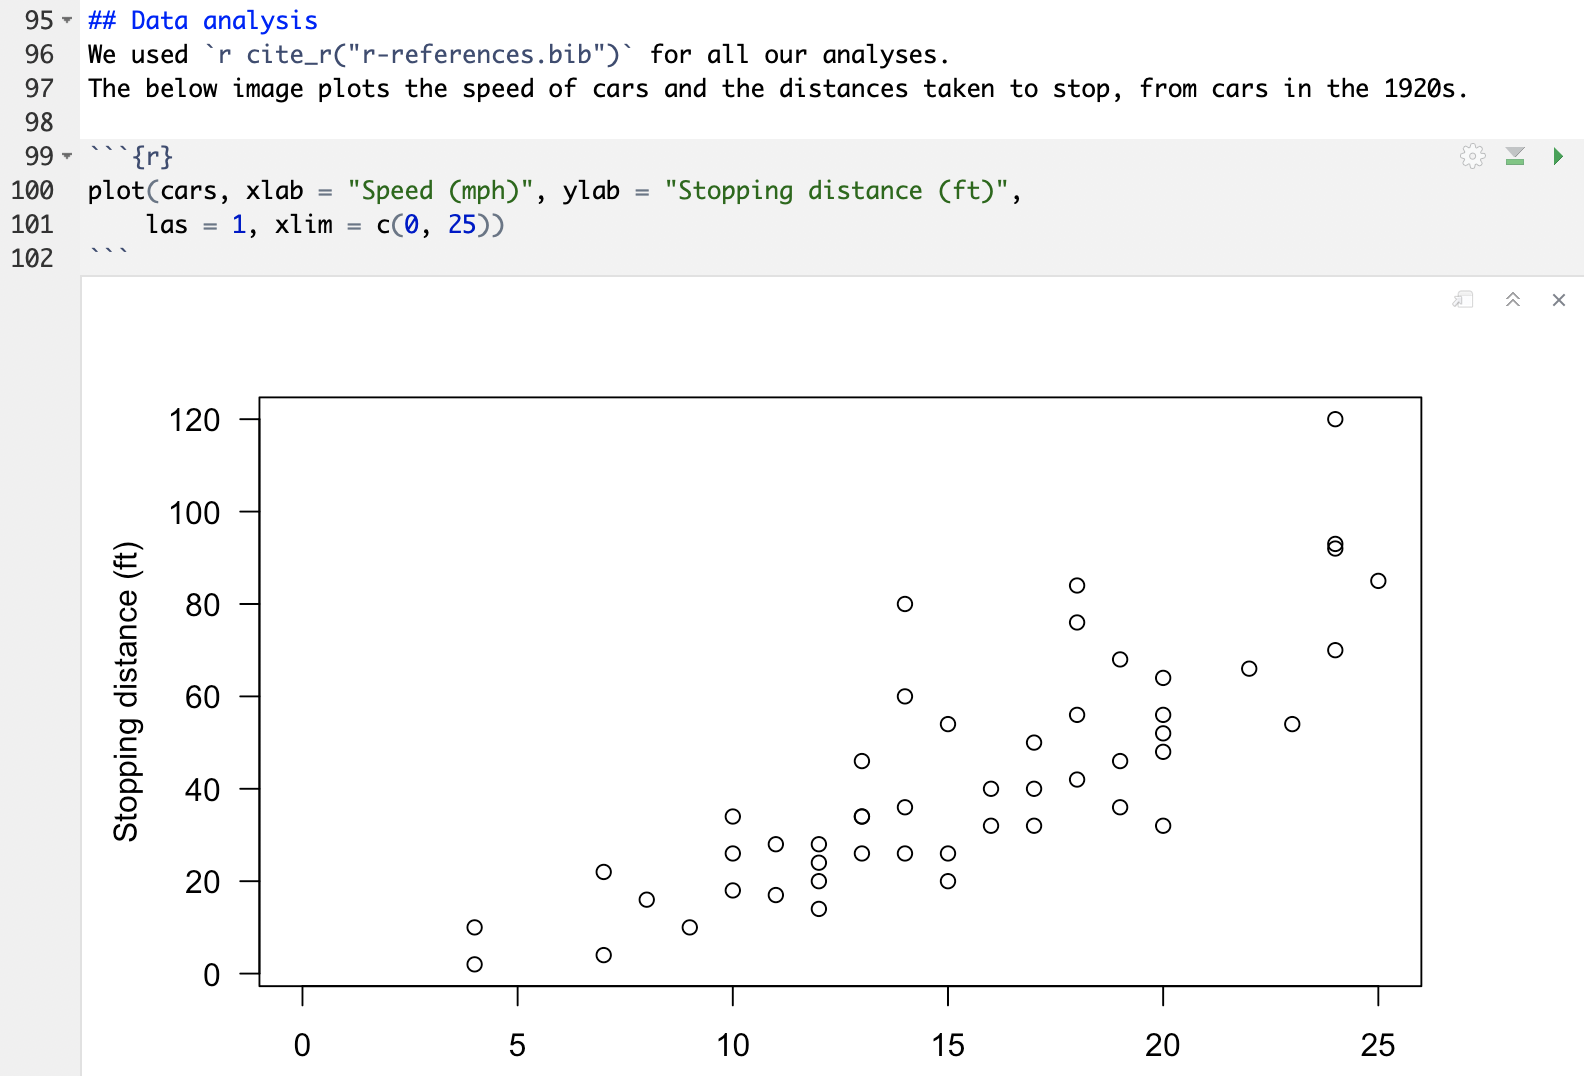 95 ## Data analysis
96 We used `r cite_r("r-references.bib")` for all our analyses.
97 The below image plots the speed of cars and the distances taken to stop, from cars in the 1920s.
98
99 ```{r}
100 plot(cars, xlab = "Speed (mph)", ylab = "Stopping distance (ft)",
101     las = 1, xlim = c(0, 25))
102 ```
Stopping distance (ft)
120
100
80
60
40
20
0
0 5 10 15 20 25